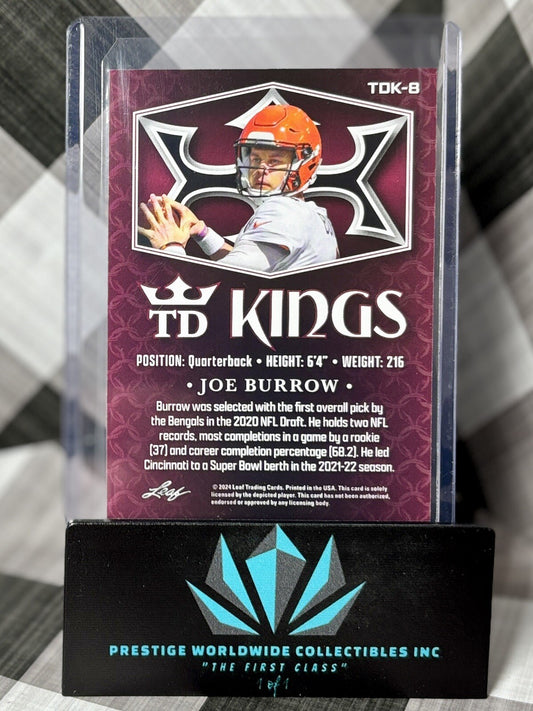 TDK-8
TD KINGS
POSITION: Quarterback • HEIGHT: 6'4" • WEIGHT: 216
• JOE BURROW •
Burrow was selected with the first overall pick by
the Bengals in the 2020 NFL Draft. He holds two NFL
records, most completions in a game by a rookie
(37) and career completion percentage (68.2). He led
Cincinnati to a Super Bowl berth in the 2021-22 season.
Leaf
© 2024 Leaf Trading Cards. Printed in the USA. This card is solely
licensed by the depicted player. This card has not been authorized,
endorsed or approved by any licensing body.
PRESTIGE WORLDWIDE COLLECTIBLES INC
"THE FIRST CLASS"
1 of 1